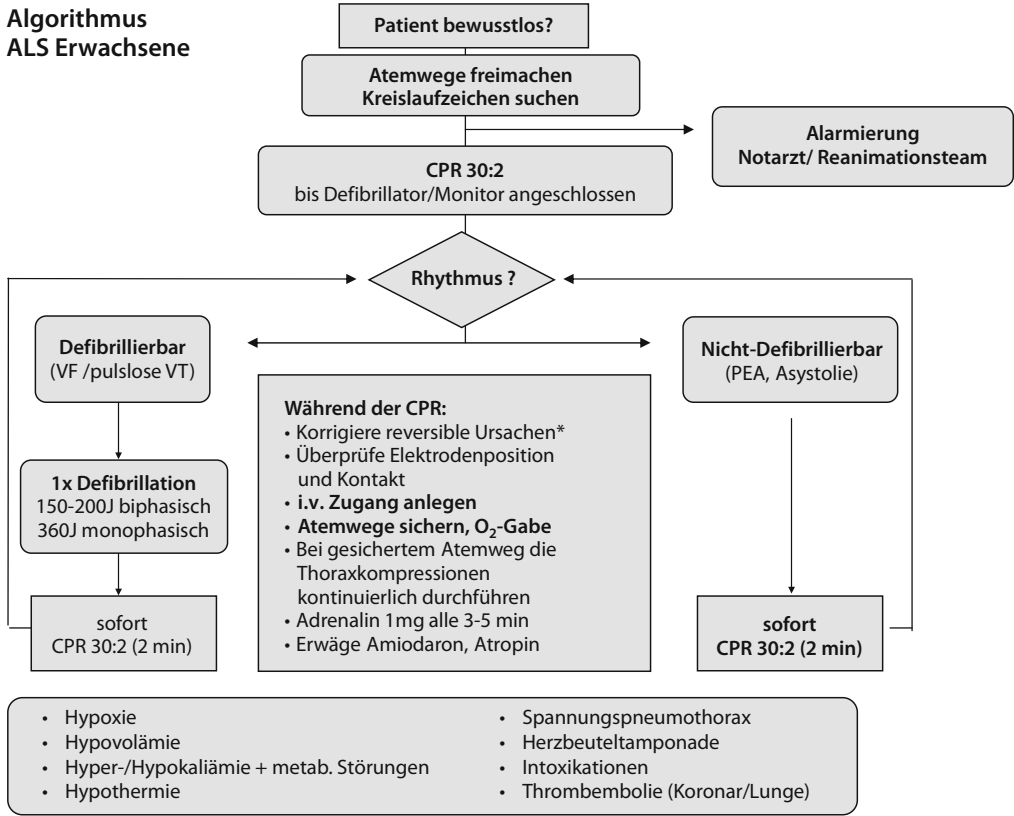 Algorithmus
ALS Erwachsene
Patient bewusstlos?
Atemwege freimachen
Kreislaufzeichen suchen
Alarmierung
Notarzt/ Reanimationsteam
CPR 30:2
bis Defibrillator/Monitor angeschlossen
Rhythmus ?
Defibrillierbar
(VF /pulslose VT)
Nicht-Defibrillierbar
(PEA, Asystolie)
1x Defibrillation
150-200J biphasisch
360J monophasisch
sofort
CPR 30:2 (2 min)
Während der CPR:
• Korrigiere reversible Ursachen*
• Überprüfe Elektrodenposition
und Kontakt
• i.v. Zugang anlegen
• Atemwege sichern, O₂-Gabe
• Bei gesichertem Atemweg die
Thoraxkompressionen
kontinuierlich durchführen
• Adrenalin 1mg alle 3-5 min
• Erwäge Amiodaron, Atropin
sofort
CPR 30:2 (2 min)
• Hypoxie
• Hypovolämie
• Hyper-/Hypokaliämie + metab. Störungen
• Hypothermie
• Spannungspneumothorax
• Herzbeuteltamponade
• Intoxikationen
• Thrombembolie (Koronar/Lunge)